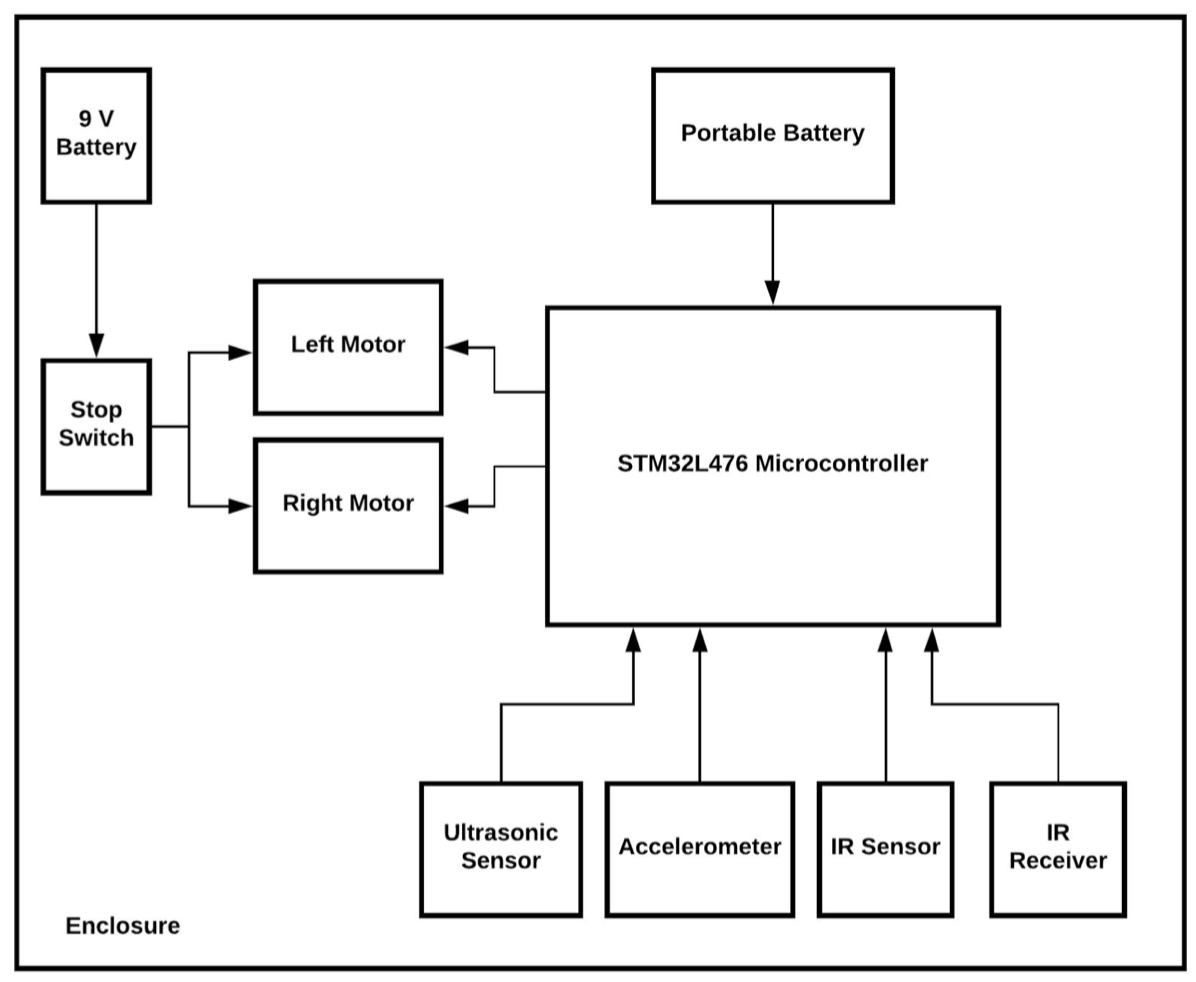 9 V
Battery
Portable Battery
Left Motor
Stop
Switch
STM32L476 Microcontroller
Right Motor
Ultrasonic
Sensor
Accelerometer
IR Sensor
IR
Receiver
Enclosure